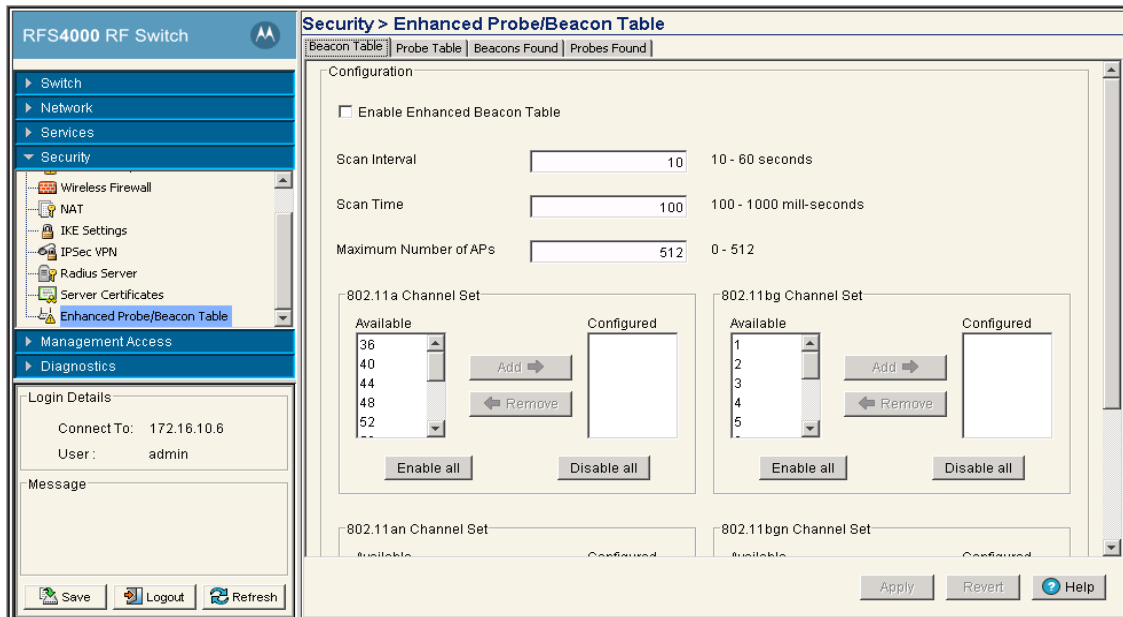 RFS4000 RF Switch
Switch
Network
Services
Security
Wireless Firewall
NAT
IKE Settings
IPSec VPN
Radius Server
Server Certificates
Enhanced Probe/Beacon Table
Management Access
Diagnostics
Login Details
Connect To: 172.16.10.6
User : admin
Message
Save Logout Refresh
Security > Enhanced Probe/Beacon Table
Beacon Table Probe Table Beacons Found Probes Found
Configuration
Enable Enhanced Beacon Table
Scan Interval 10 10 - 60 seconds
Scan Time 100 100 - 1000 mill-seconds
Maximum Number of APs 512 0 - 512
802.11a Channel Set
Available Configured
36
40
44
48
52
Add
Remove
Enable all Disable all
802.11bg Channel Set
Available Configured
1
2
3
4
5
Add
Remove
Enable all Disable all
802.11an Channel Set
Available Configured
802.11bgn Channel Set
Available Configured
Apply Revert Help